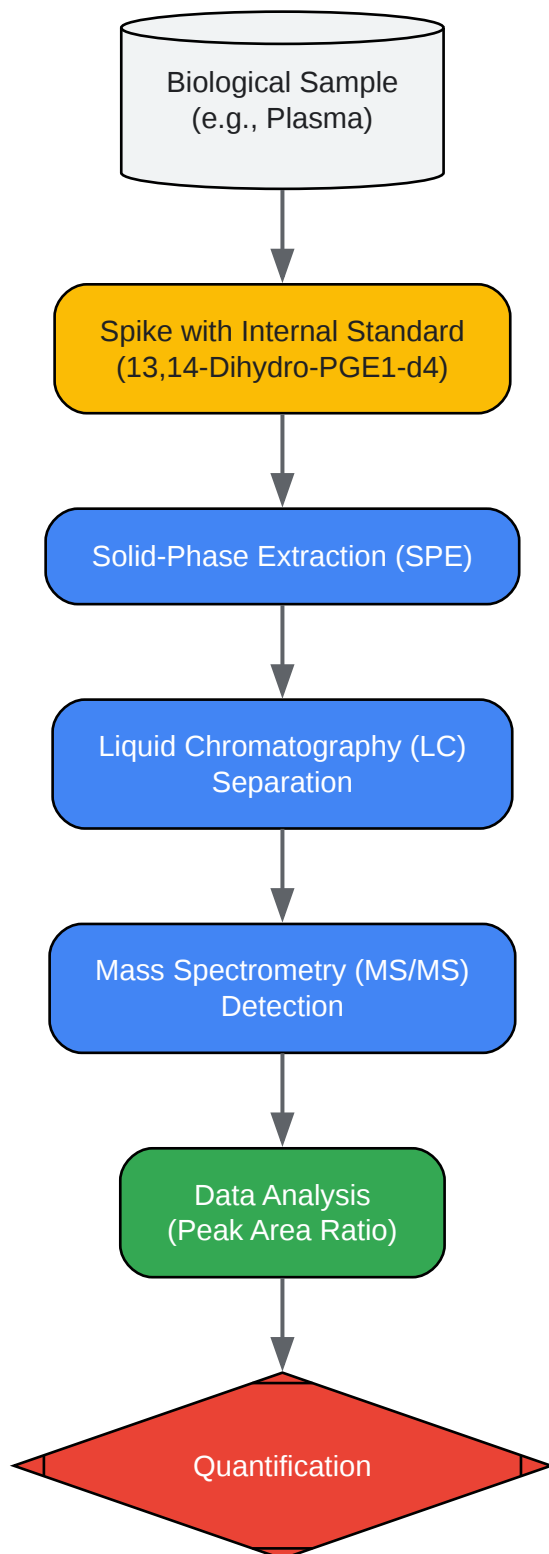 Biological Sample
(e.g., Plasma)
Spike with Internal Standard
(13,14-Dihydro-PGE1-d4)
Solid-Phase Extraction (SPE)
Liquid Chromatography (LC)
Separation
Mass Spectrometry (MS/MS)
Detection
Data Analysis
(Peak Area Ratio)
Quantification